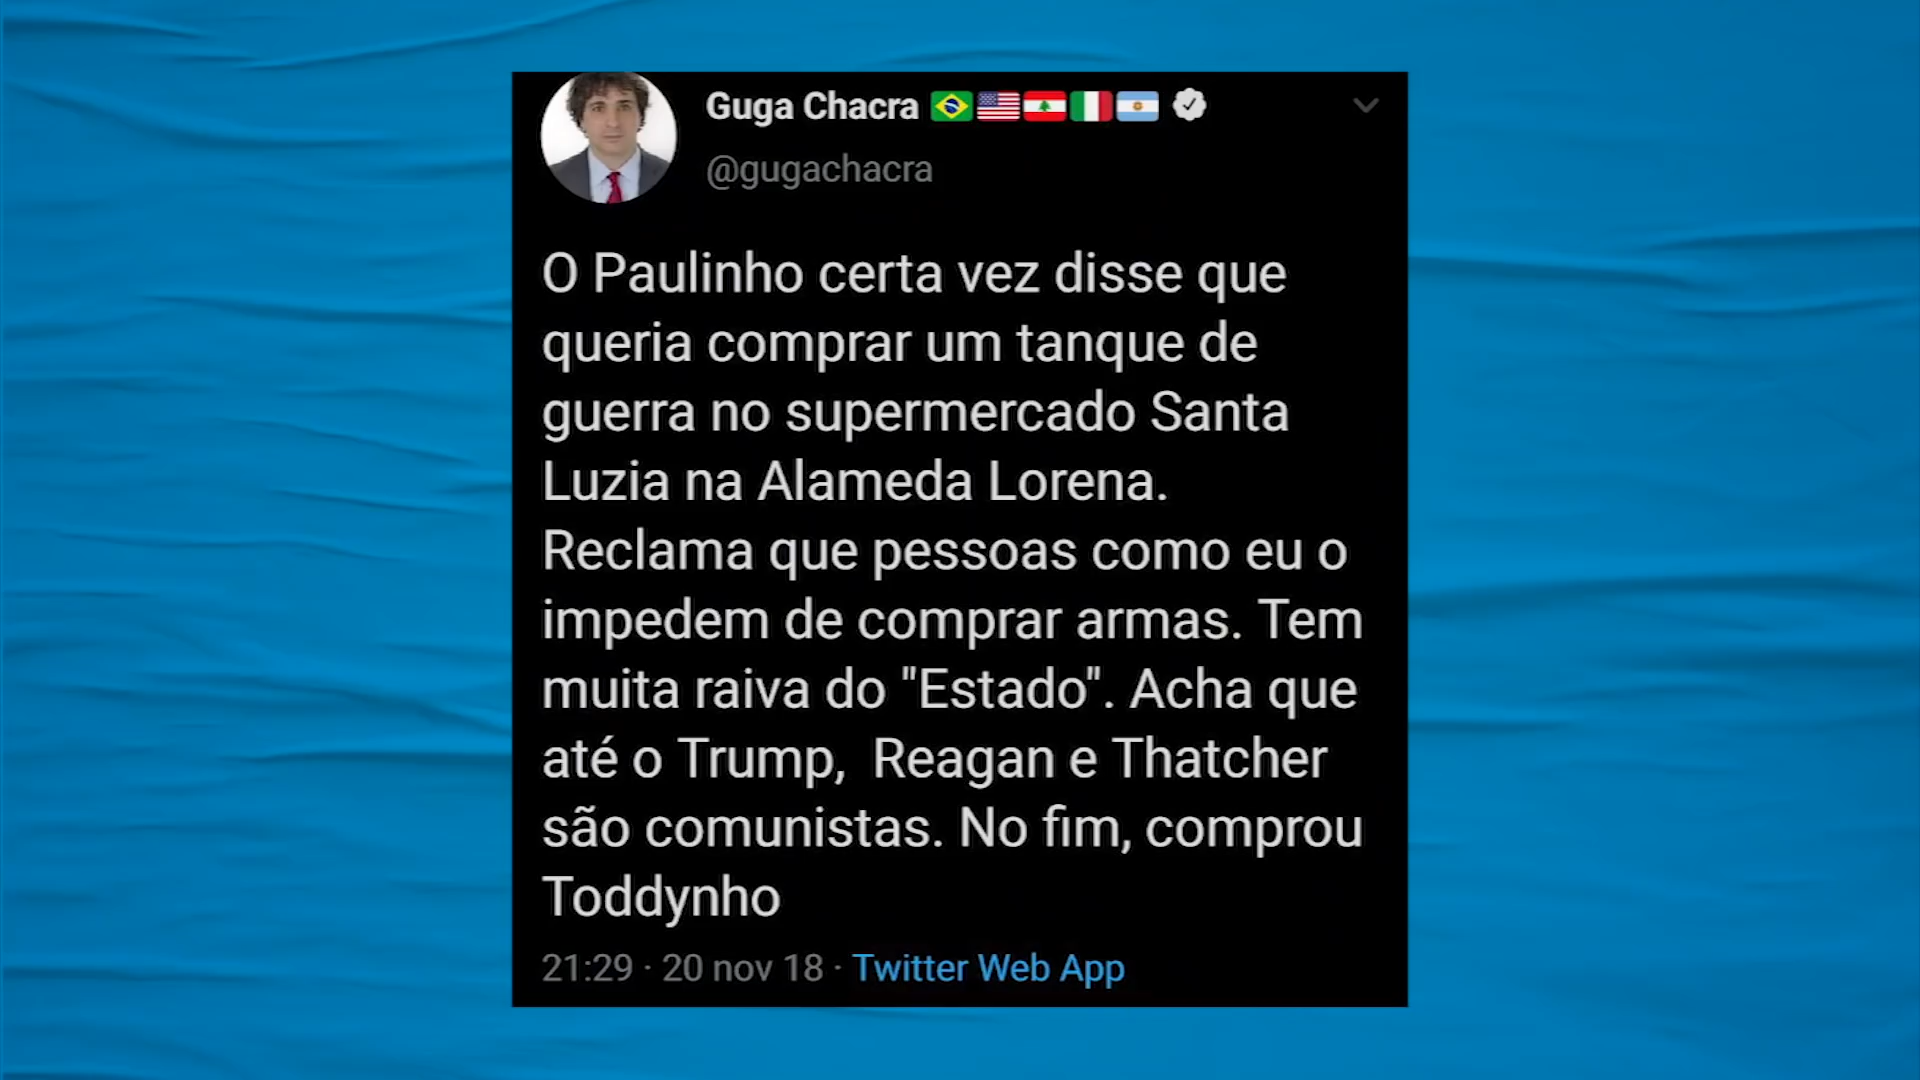 Guga Chacra 🇧🇷🇺🇸🇱🇧🇮🇹🇦🇷
@gugachacra
O Paulinho certa vez disse que
queria comprar um tanque de
guerra no supermercado Santa
Luzia na Alameda Lorena.
Reclama que pessoas como eu o
impedem de comprar armas. Tem
muita raiva do "Estado". Acha que
até o Trump,  Reagan e Thatcher
são comunistas. No fim, comprou
Toddynho
21:29 · 20 nov 18 · Twitter Web App